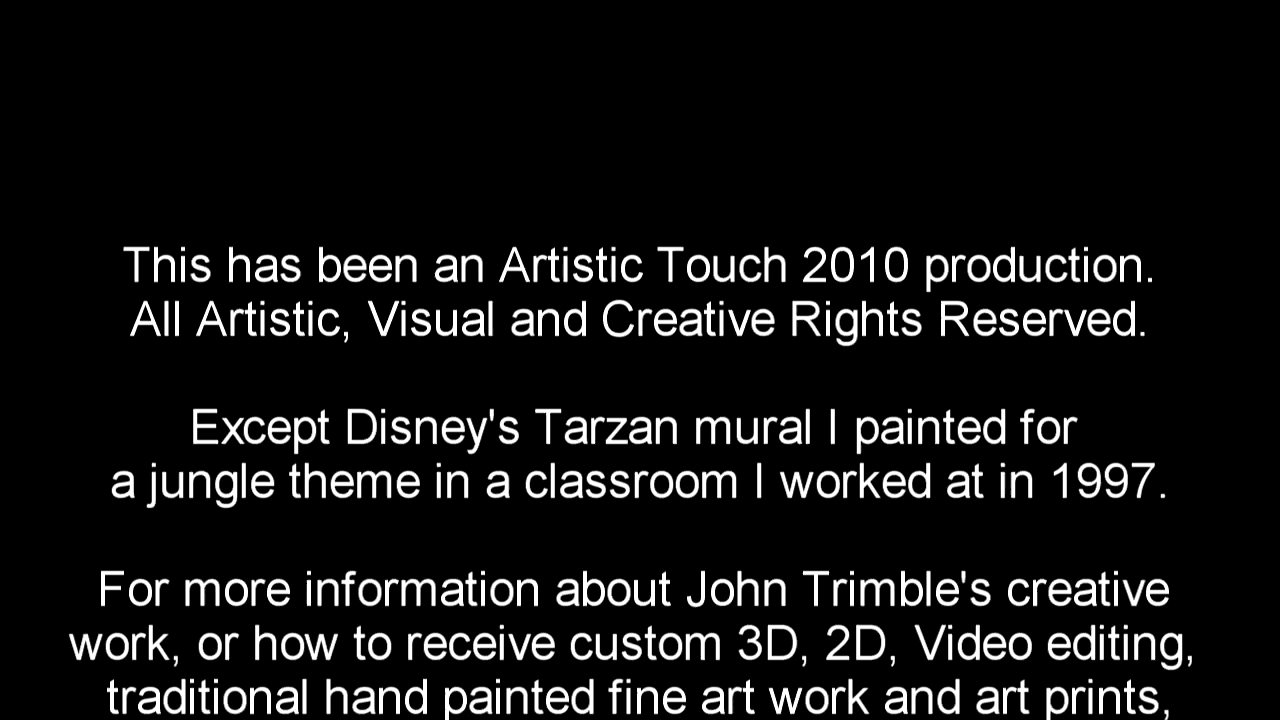 This has been an Artistic Touch 2010 production.
All Artistic, Visual and Creative Rights Reserved.
Except Disney's Tarzan mural I painted for
a jungle theme in a classroom I worked at in 1997.
For more information about John Trimble's creative
work, or how to receive custom 3D, 2D, Video editing,
traditional hand painted fine art work and art prints,